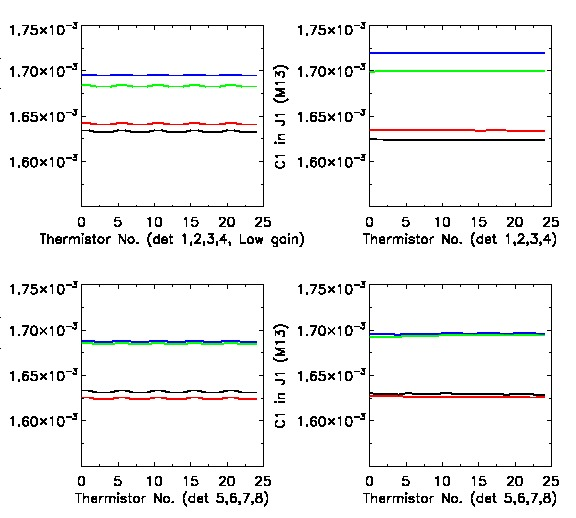 1.75×10⁻³
1.70×10⁻³
1.65×10⁻³
1.60×10⁻³
0 5 10 15 20 25
Thermistor No. (det 1,2,3,4, Low gain)
C1 in J1 (M13)
1.75×10⁻³
1.70×10⁻³
1.65×10⁻³
1.60×10⁻³
0 5 10 15 20 25
Thermistor No. (det 1,2,3,4)
1.75×10⁻³
1.70×10⁻³
1.65×10⁻³
1.60×10⁻³
0 5 10 15 20 25
Thermistor No. (det 5,6,7,8)
C1 in J1 (M13)
1.75×10⁻³
1.70×10⁻³
1.65×10⁻³
1.60×10⁻³
0 5 10 15 20 25
Thermistor No. (det 5,6,7,8)